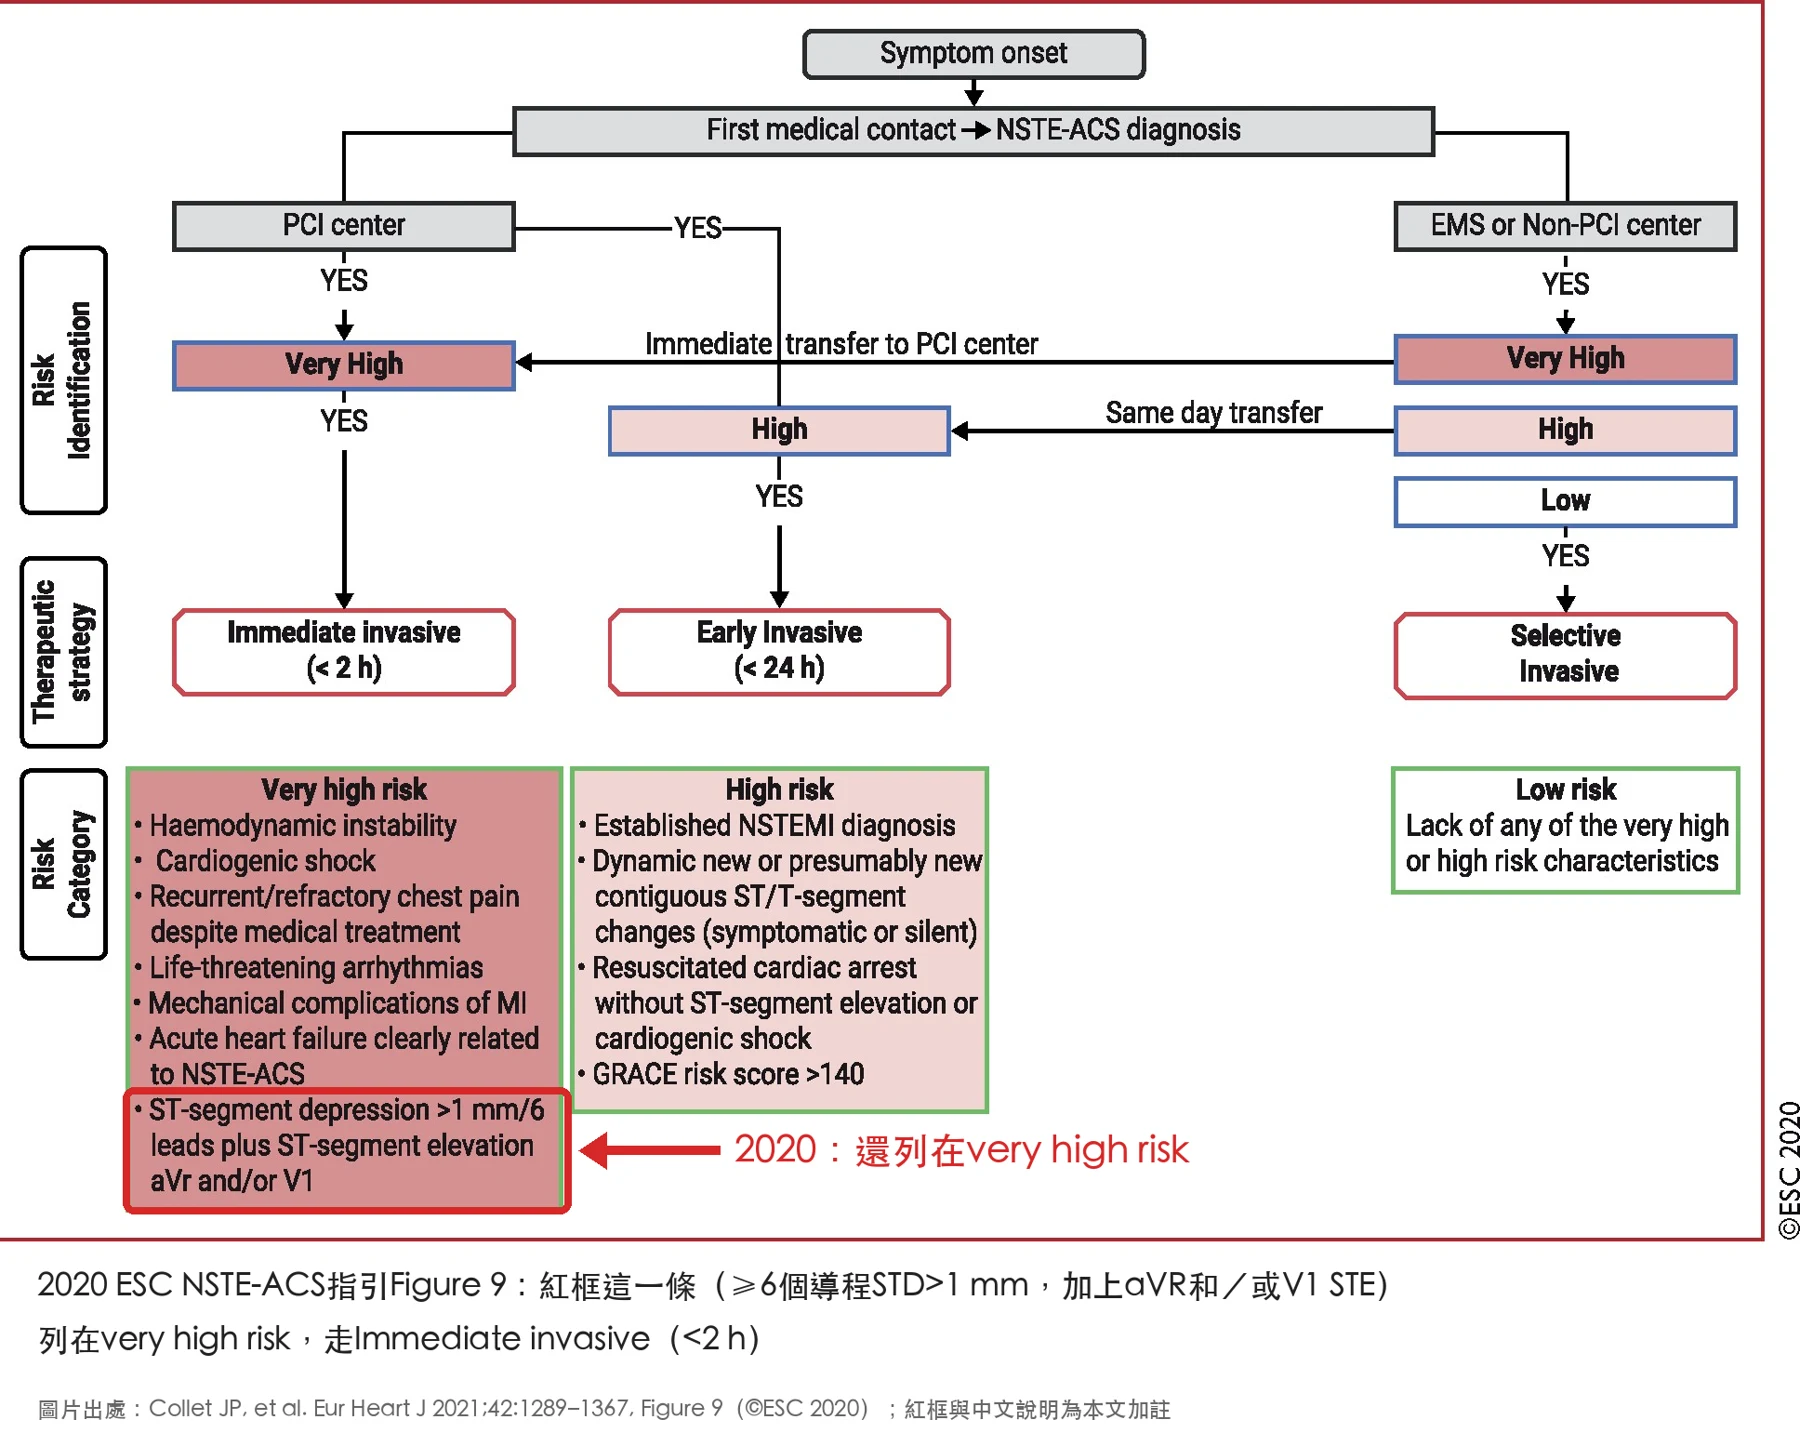 Symptom onset
First medical contact → NSTE-ACS diagnosis
PCI center
YES
EMS or Non-PCI center
YES
YES
Risk
Identification
Very High
Immediate transfer to PCI center
Very High
YES
High
Same day transfer
High
YES
Low
YES
Therapeutic
strategy
Immediate invasive
(< 2 h)
Early Invasive
(< 24 h)
Selective
Invasive
Risk
Category
Very high risk
• Haemodynamic instability
• Cardiogenic shock
• Recurrent/refractory chest pain
despite medical treatment
• Life-threatening arrhythmias
• Mechanical complications of MI
• Acute heart failure clearly related
to NSTE-ACS
• ST-segment depression >1 mm/6
leads plus ST-segment elevation
aVr and/or V1
High risk
• Established NSTEMI diagnosis
• Dynamic new or presumably new
contiguous ST/T-segment
changes (symptomatic or silent)
• Resuscitated cardiac arrest
without ST-segment elevation or
cardiogenic shock
• GRACE risk score >140
Low risk
Lack of any of the very high
or high risk characteristics
2020：還列在very high risk
©ESC 2020
2020 ESC NSTE-ACS指引Figure 9：紅框這一條（≥6個導程STD>1 mm，加上aVR和／或V1 STE）
列在very high risk，走Immediate invasive（<2 h）
圖片出處：Collet JP, et al. Eur Heart J 2021;42:1289–1367, Figure 9（©ESC 2020）；紅框與中文說明為本文加註